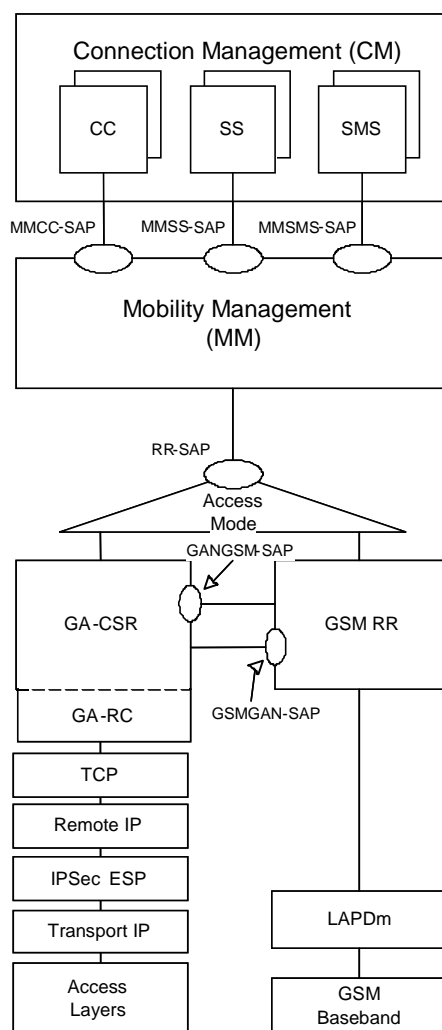 Connection Management (CM)
CC
SS
SMS
MMCC-SAP
MMSS-SAP
MMSMS-SAP
Mobility Management
(MM)
RR-SAP
Access
Mode
GANGSM-SAP
GA-CSR
GSM RR
GSMGAN-SAP
GA-RC
TCP
Remote IP
IPSec ESP
Transport IP
LAPDm
Access
Layers
GSM
Baseband